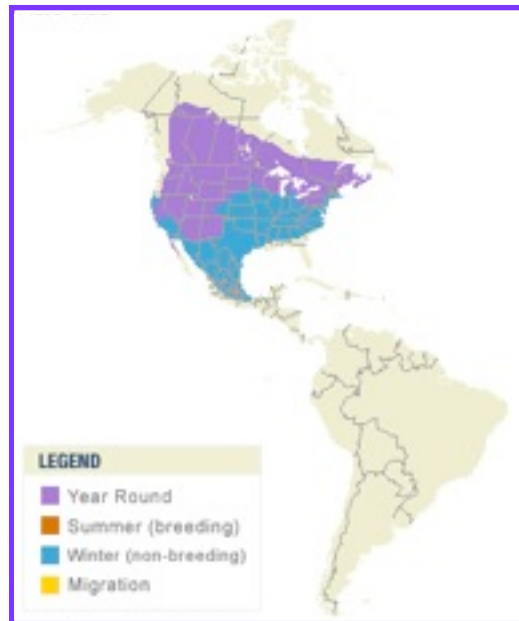 LEGEND
Year Round
Summer (breeding)
Winter (non-breeding)
Migration